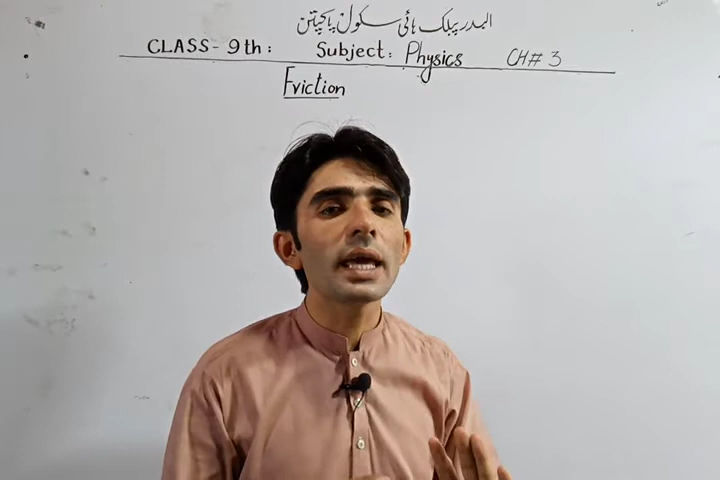 البدر پبلک ہائی سکول پاکپتن
CLASS- 9th: Subject: Physics CH# 3
Friction